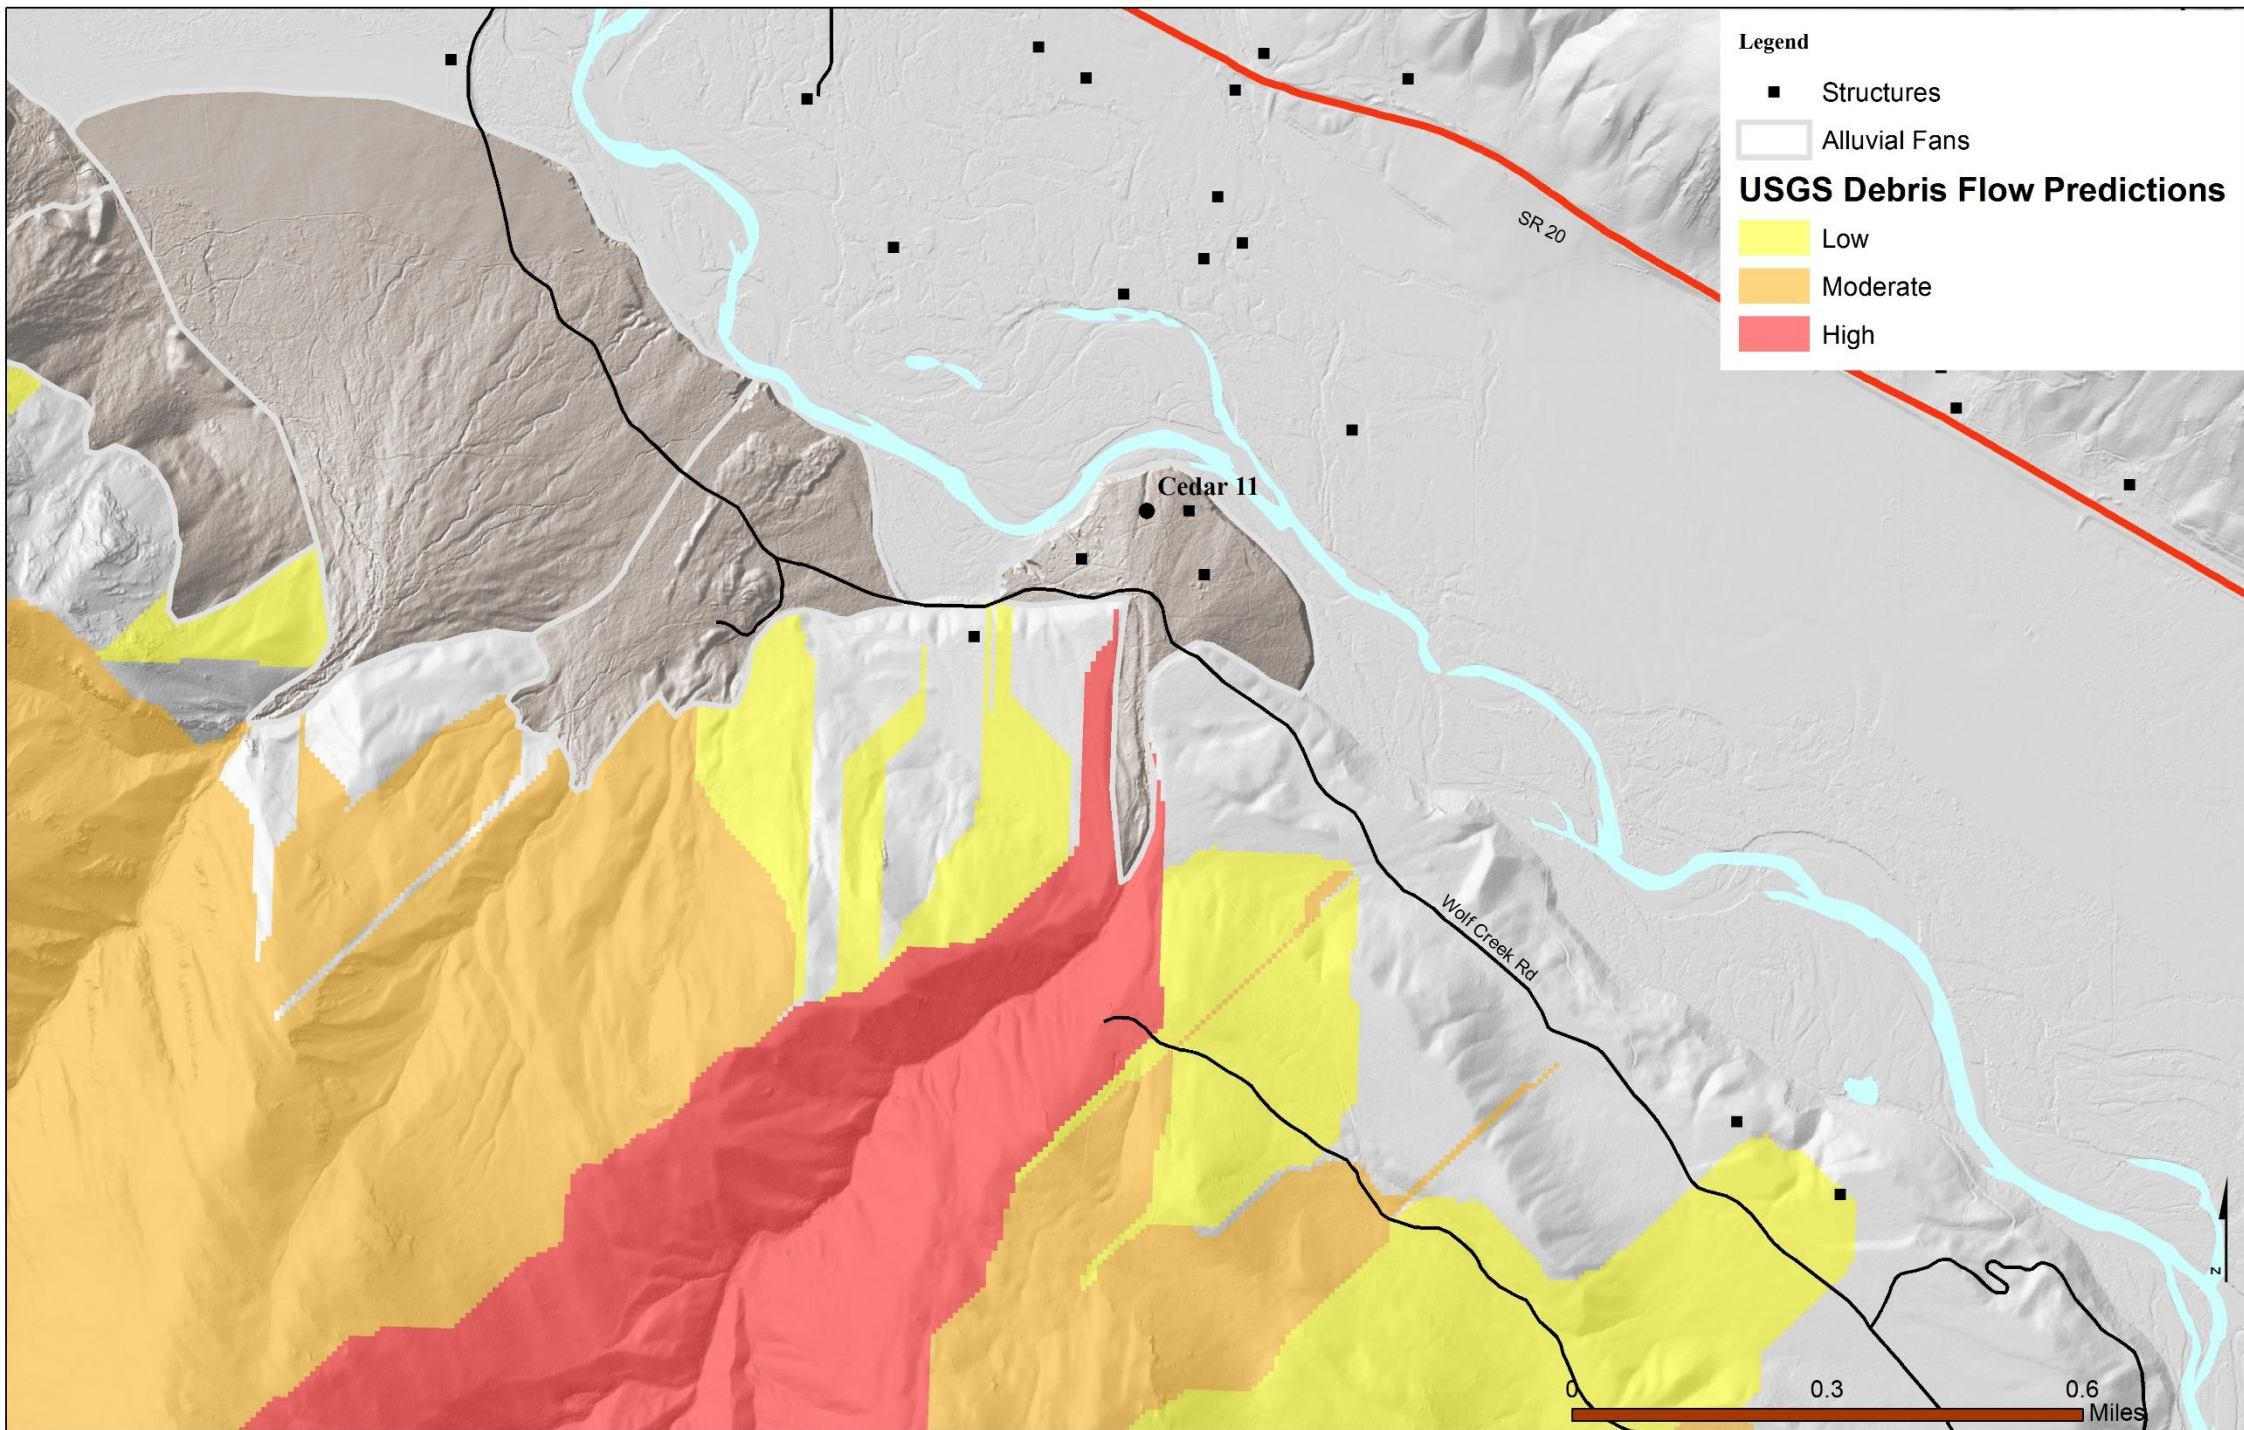 Legend
Structures
Alluvial Fans
USGS Debris Flow Predictions
Low
Moderate
High
SR 20
Cedar 11
Wolf Creek Rd
N
0 0.3 0.6
Miles